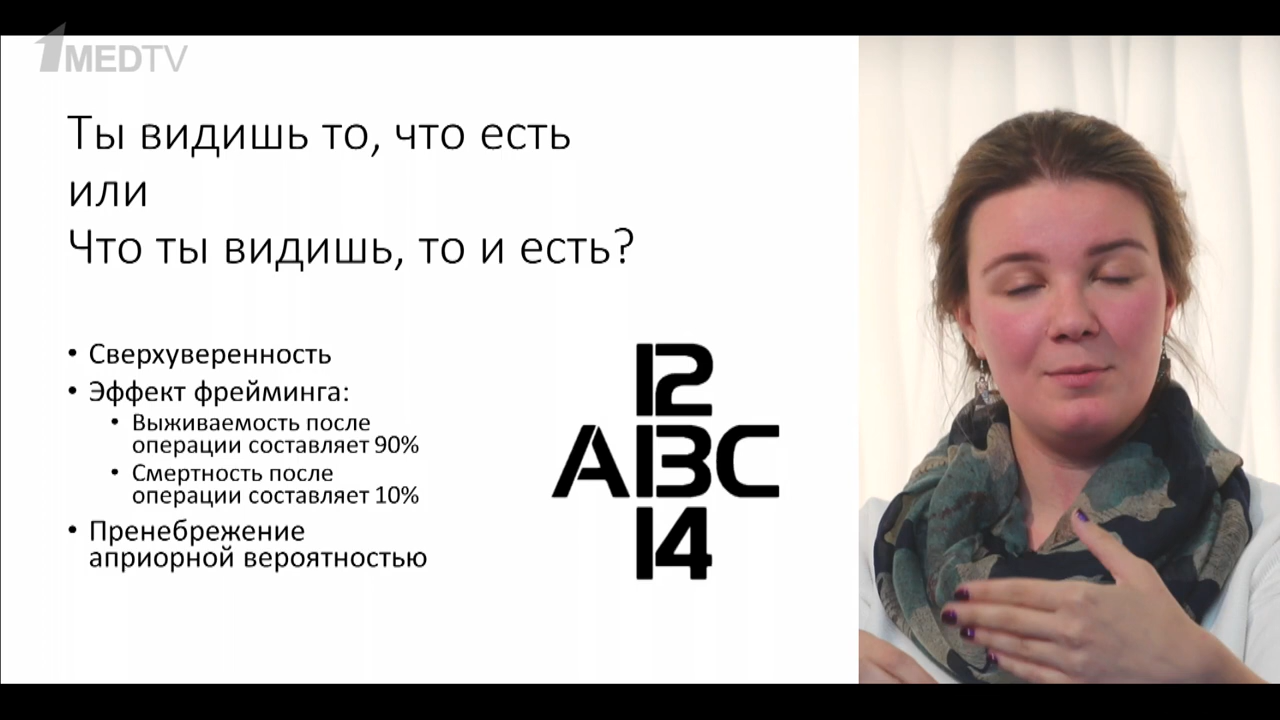 1MEDTV
Ты видишь то, что есть
или
Что ты видишь, то и есть?
• Сверхуверенность
• Эффект фрейминга:
• Выживаемость после
операции составляет 90%
• Смертность после
операции составляет 10%
• Пренебрежение
априорной вероятностью
12
ABC
14